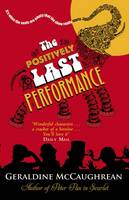 The
POSITIVELY
LAST
PERFORMANCE
'Wonderful characters ...
a cracker of a heroine ...
You'll love it'
DAILY MAIL
GERALDINE McCAUGHREAN
Author of Peter Pan in Scarlet